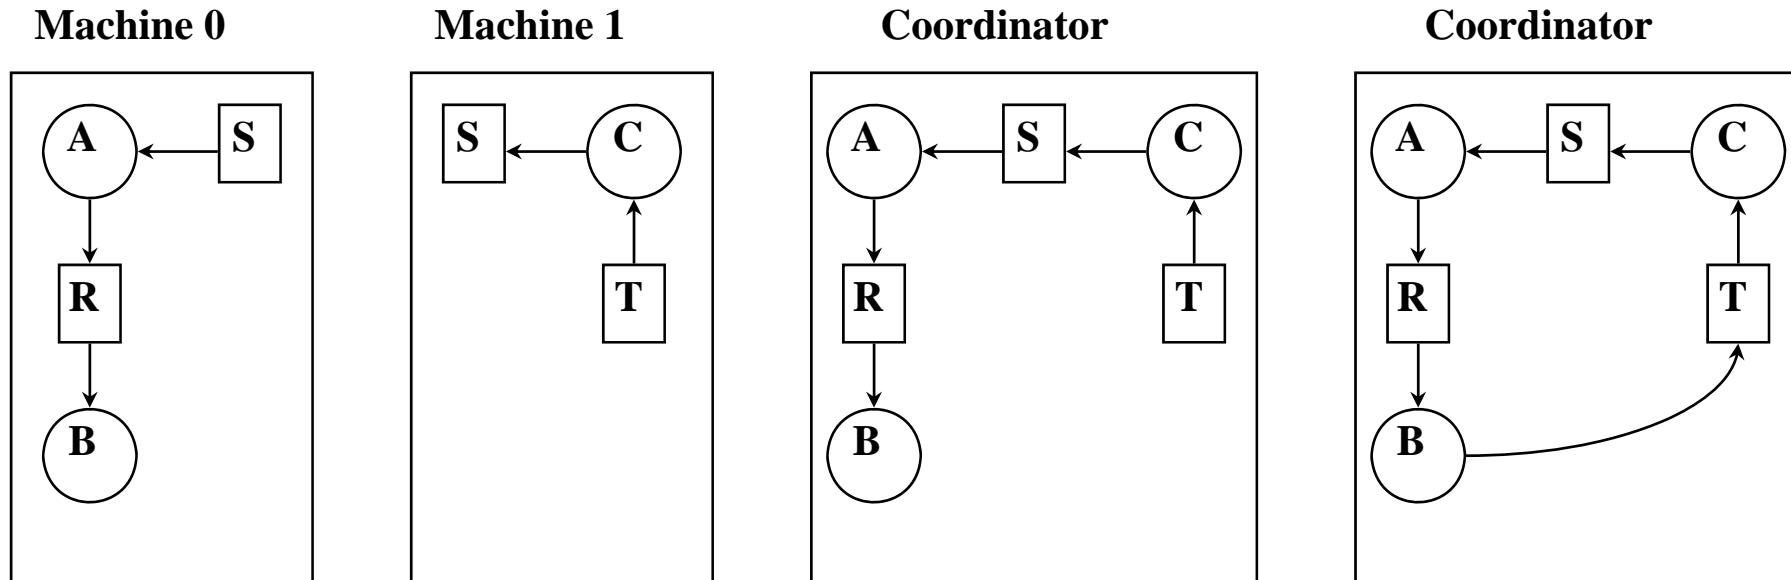 Machine 0 Machine 1 Coordinator Coordinator
A S S C A S C A S C
R T R T R T
B B B